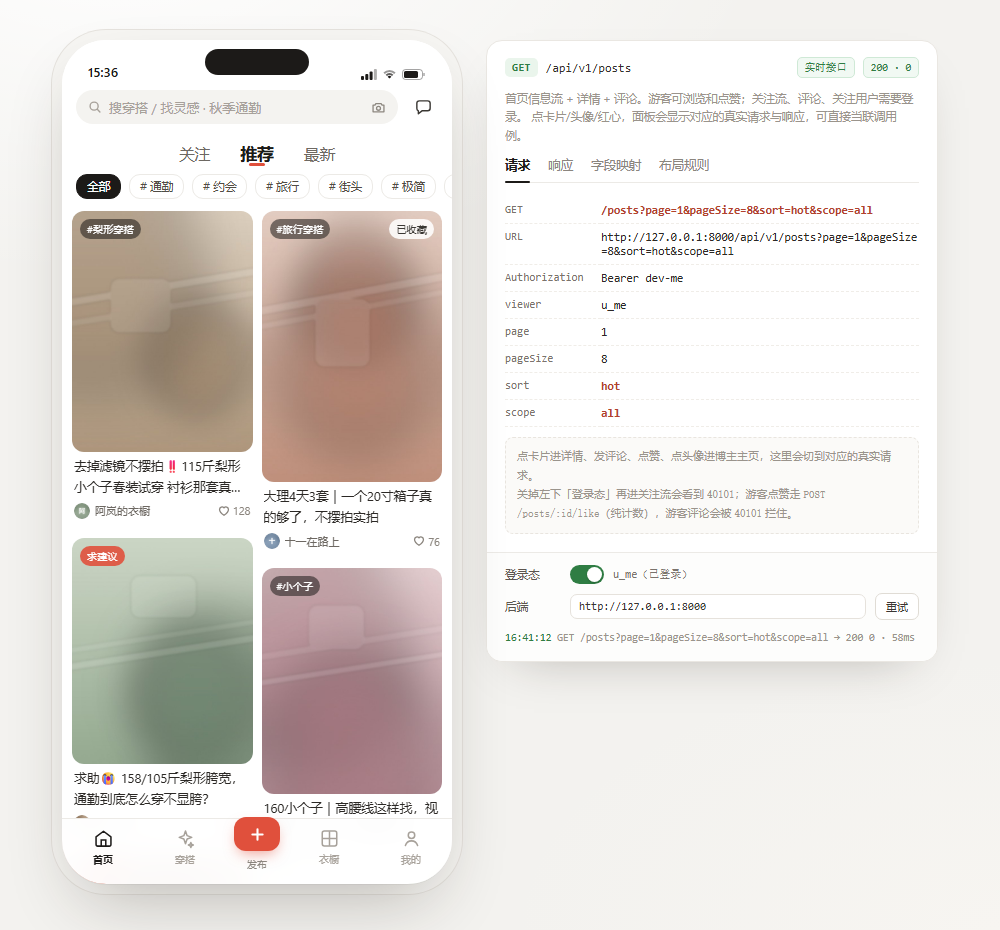 15:36
搜穿搭 / 找灵感 · 秋季通勤
关注 推荐 最新
全部 # 通勤 # 约会 # 旅行 # 街头 # 极简
#梨形穿搭
去掉滤镜不摆拍‼️ 115斤梨形
小个子春装试穿 衬衫那套真...
阿岚的衣橱 128
#旅行穿搭 已收藏
大理4天3套｜一个20寸箱子真
的够了，不摆拍实拍
十一在路上 76
求建议
求助 158/105斤梨形胯宽，
通勤到底怎么穿不显胯?
#小个子
160小个子｜高腰线这样找，视
首页 穿搭 发布 衣橱 我的
GET /api/v1/posts 实时接口 200 · 0
首页信息流 + 详情 + 评论。游客可浏览和点赞；关注流、评论、关注用户需要登
录。 点卡片/头像/红心，面板会显示对应的真实请求与响应，可直接当联调用
例。
请求 响应 字段映射 布局规则
GET /posts?page=1&pageSize=8&sort=hot&scope=all
URL http://127.0.0.1:8000/api/v1/posts?page=1&pageSize
=8&sort=hot&scope=all
Authorization Bearer dev-me
viewer u_me
page 1
pageSize 8
sort hot
scope all
点卡片进详情、发评论、点赞、点头像进博主主页，这里会切到对应的真实请
求。
关掉左下「登录态」再进关注流会看到 40101；游客点赞走 POST
/posts/:id/like（纯计数），游客评论会被 40101 拦住。
登录态 u_me（已登录）
后端 http://127.0.0.1:8000 重试
16:41:12 GET /posts?page=1&pageSize=8&sort=hot&scope=all → 200 0 · 58ms